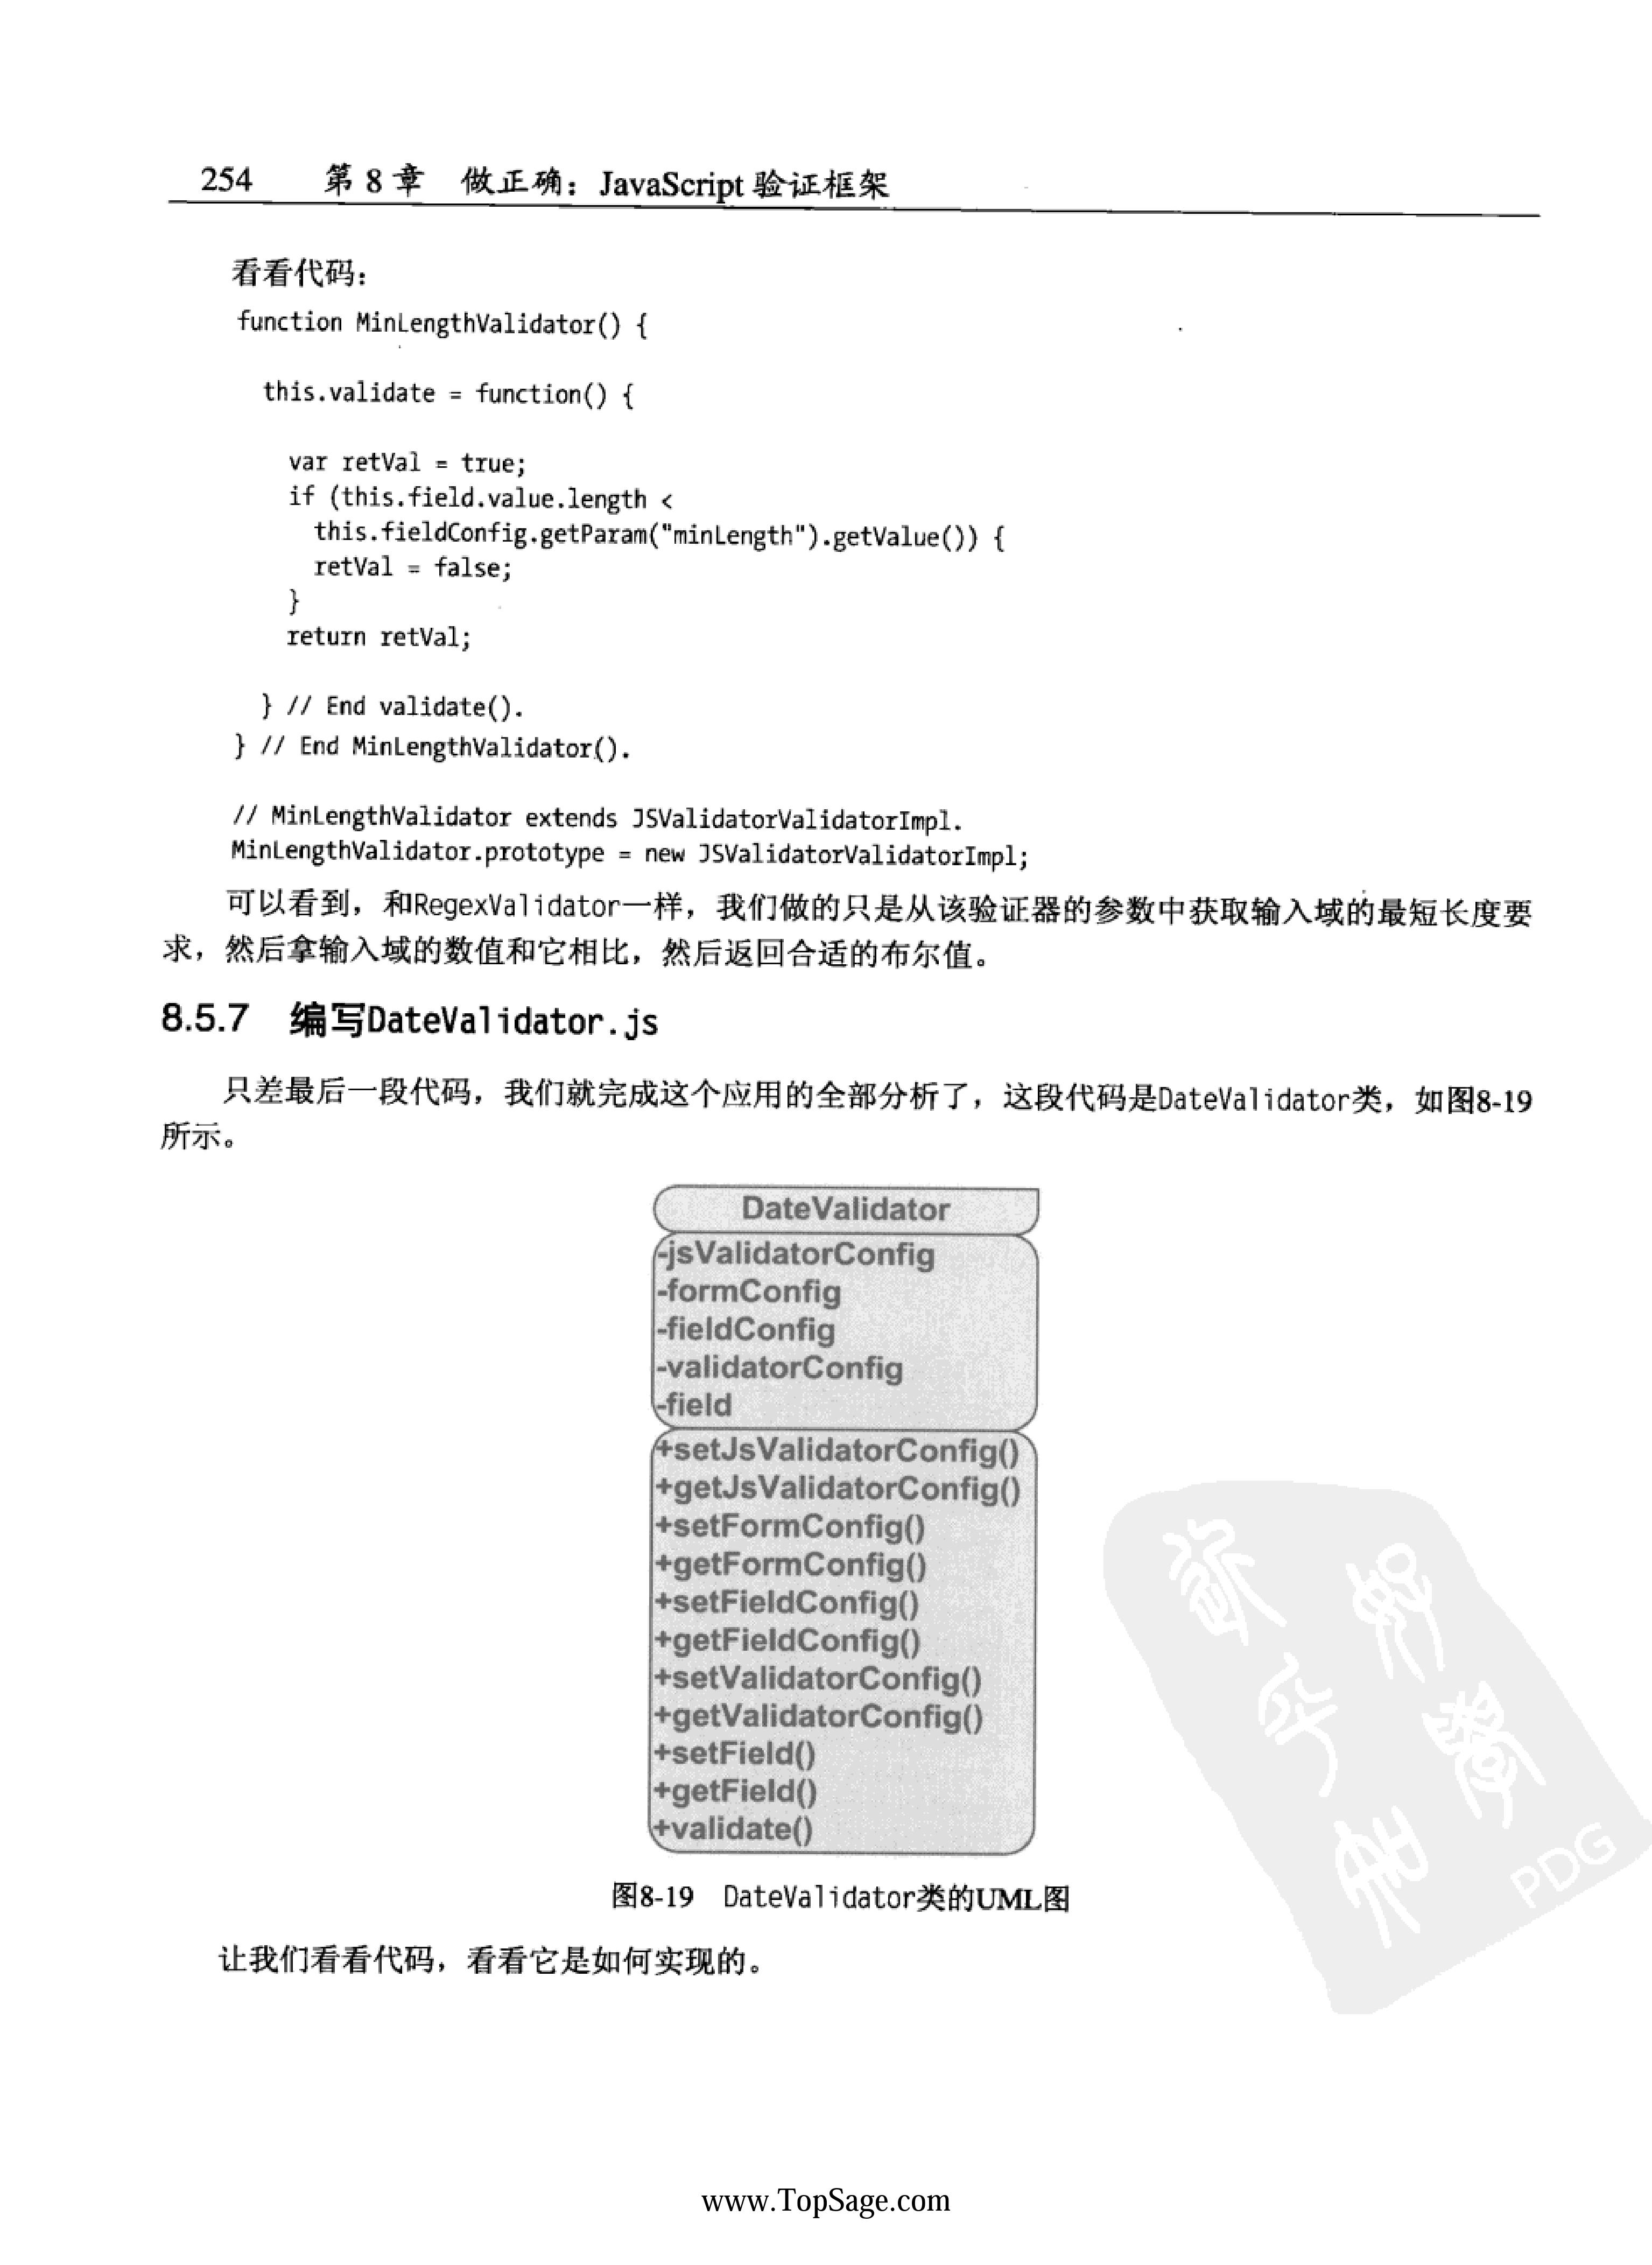 254 第 8 章 做正确：JavaScript 验证框架
看看代码：
function MinLengthValidator() {
this.validate = function() {
var retVal = true;
if (this.field.value.length <
this.fieldConfig.getParam("minLength").getValue()) {
retVal = false;
}
return retVal;
} // End validate().
} // End MinLengthValidator().
// MinLengthValidator extends JSValidatorValidatorImpl.
MinLengthValidator.prototype = new JSValidatorValidatorImpl;
可以看到，和RegexValidator一样，我们做的只是从该验证器的参数中获取输入域的最短长度要
求，然后拿输入域的数值和它相比，然后返回合适的布尔值。
8.5.7 编写DateValidator.js
只差最后一段代码，我们就完成这个应用的全部分析了，这段代码是DateValidator类，如图8-19
所示。
DateValidator
-jsValidatorConfig
-formConfig
-fieldConfig
-validatorConfig
-field
+setJsValidatorConfig()
+getJsValidatorConfig()
+setFormConfig()
+getFormConfig()
+setFieldConfig()
+getFieldConfig()
+setValidatorConfig()
+getValidatorConfig()
+setField()
+getField()
+validate()
图8-19 DateValidator类的UML图
让我们看看代码，看看它是如何实现的。
PDG
www.TopSage.com